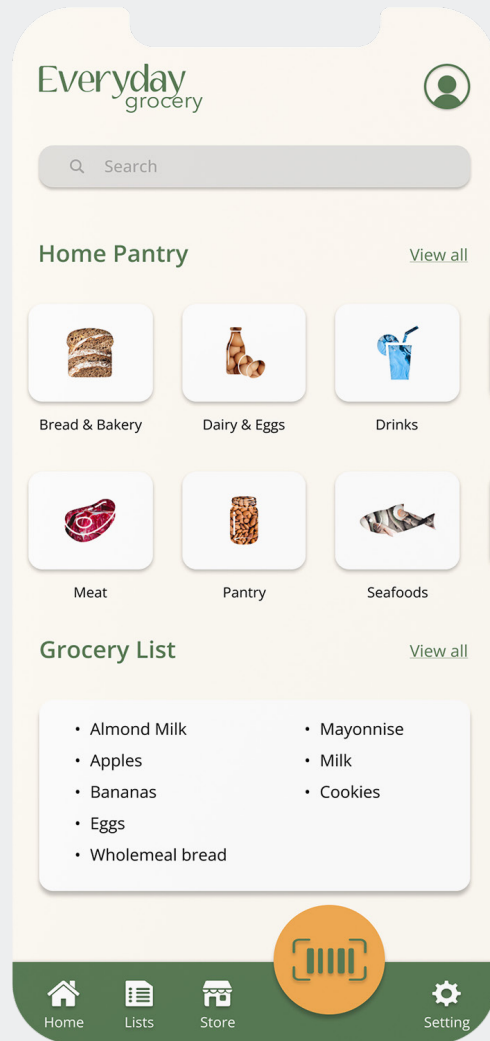 Everyday
grocery
Search
Home Pantry
View all
Bread & Bakery
Dairy & Eggs
Drinks
Meat
Pantry
Seafoods
Grocery List
View all
• Almond Milk
• Apples
• Bananas
• Eggs
• Wholemeal bread
• Mayonnise
• Milk
• Cookies
Home
Lists
Store
Setting